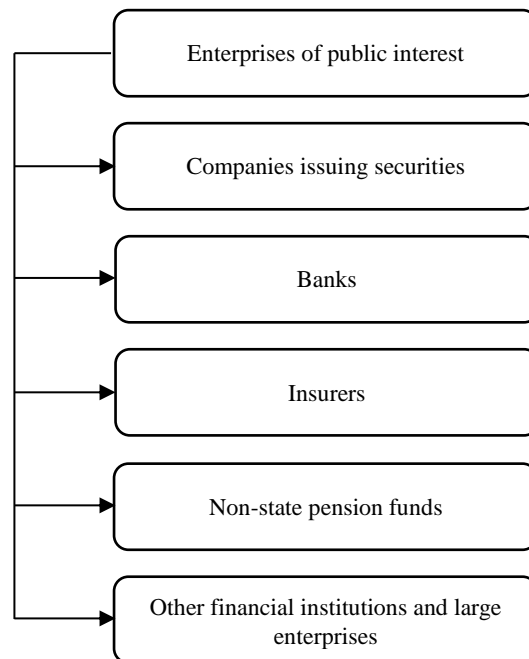 Enterprises of public interest
Companies issuing securities
Banks
Insurers
Non-state pension funds
Other financial institutions and large
enterprises